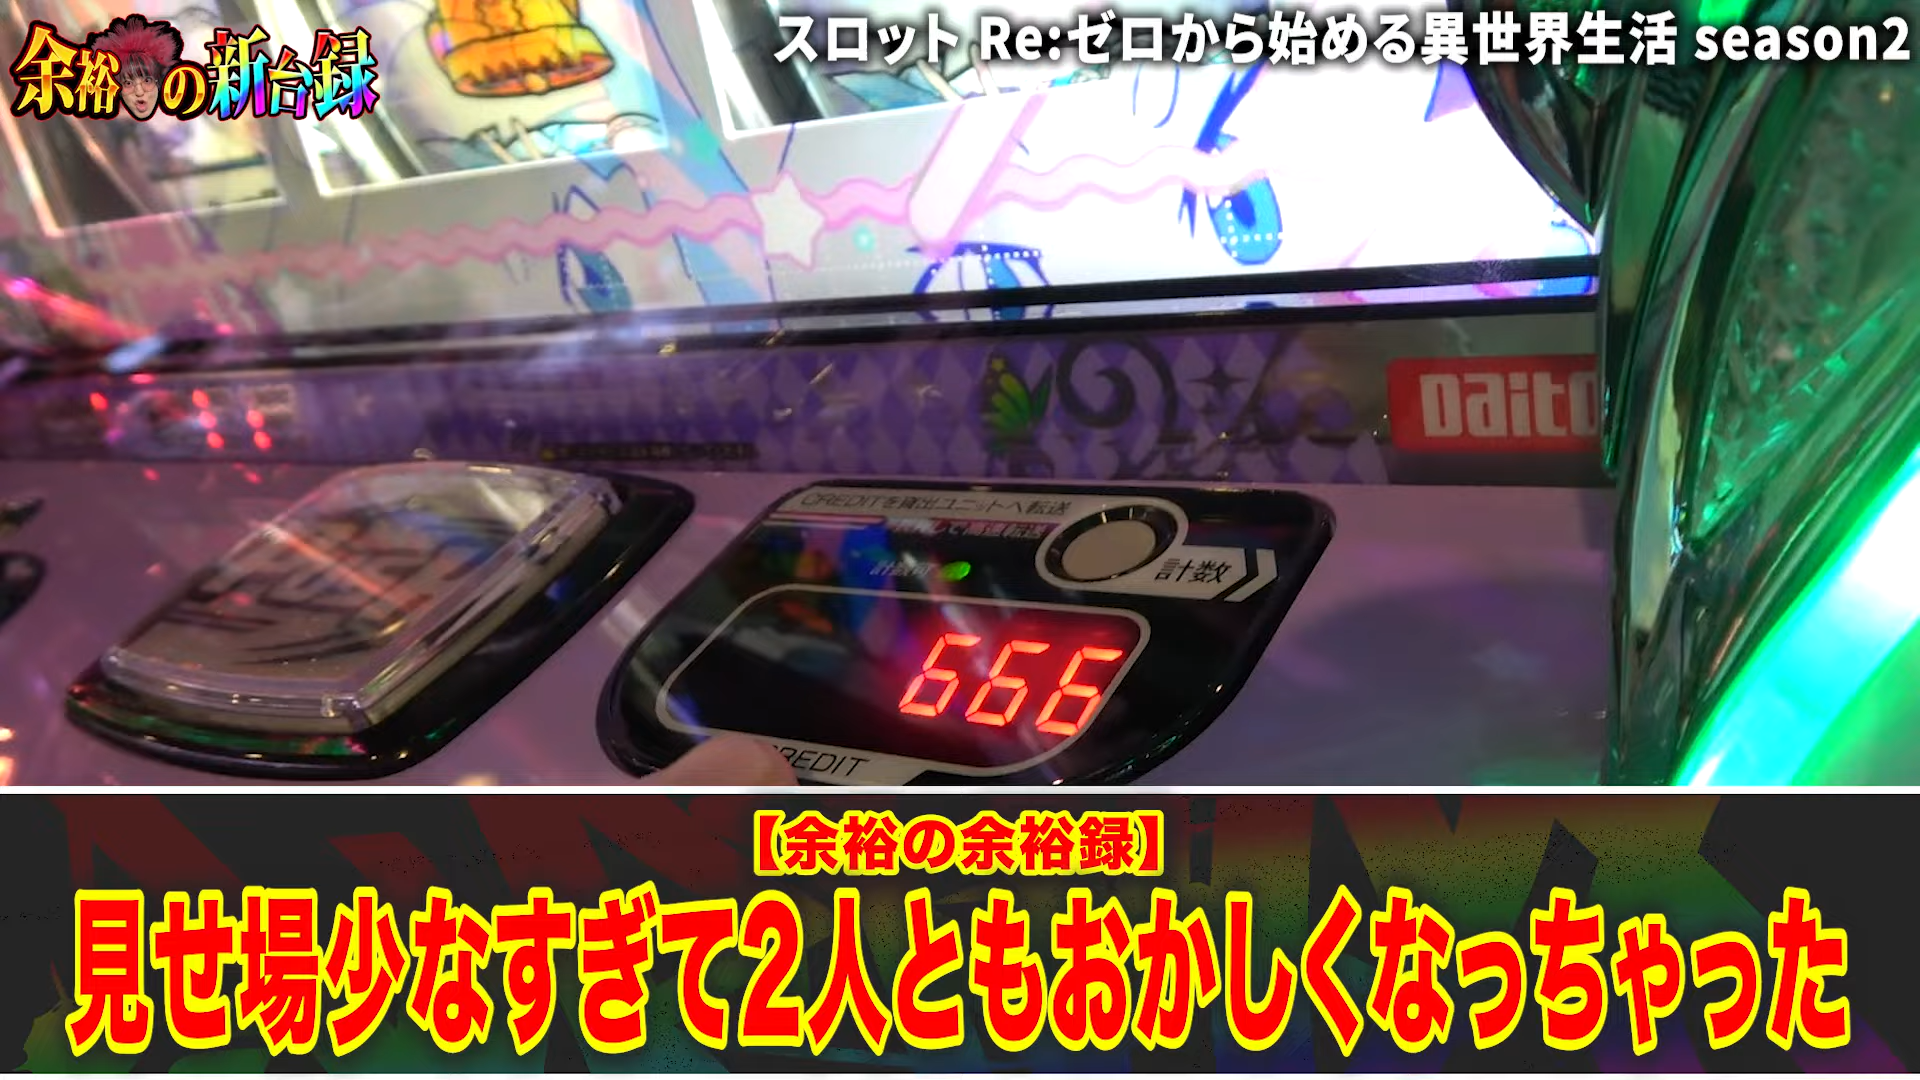 余裕の新台録
スロット Re:ゼロから始める異世界生活 season2
Daito
CREDITを貸出ユニットへ転送
計数可
計数
666
CREDIT
【余裕の余裕録】
見せ場少なすぎて2人ともおかしくなっちゃった